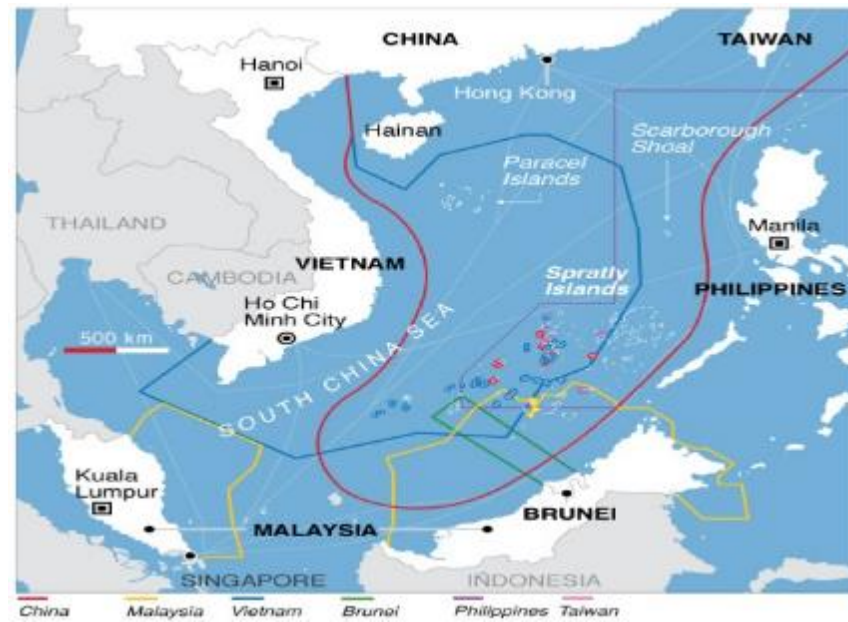 CHINA
TAIWAN
Hanoi
Hong Kong
Hainan
Scarborough
Shoal
Paracel
Islands
THAILAND
Manila
VIETNAM
CAMBODIA
Spratly
Islands
PHILIPPINES
Ho Chi
Minh City
500 km
SOUTH CHINA SEA
Kuala
Lumpur
BRUNEI
MALAYSIA
SINGAPORE
INDONESIA
China Malaysia Vietnam Brunei Philippines Taiwan